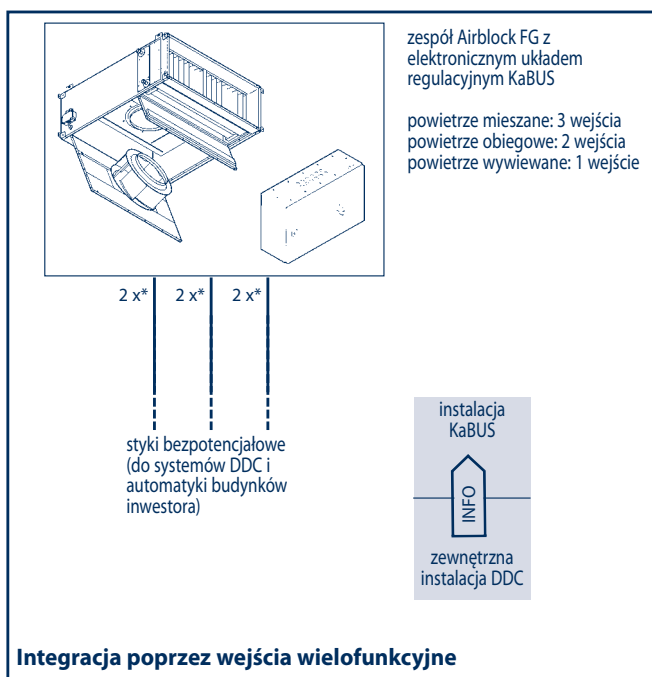 zespół Airblock FG z
elektronicznym układem
regulacyjnym KaBUS
powietrze mieszane: 3 wejścia
powietrze obiegowe: 2 wejścia
powietrze wywiewane: 1 wejście
2 x* 2 x* 2 x*
styki bezpotencjałowe
(do systemów DDC i
automatyki budynków
inwestora)
instalacja
KaBUS
INFO
zewnętrzna
instalacja DDC
Integracja poprzez wejścia wielofunkcyjne